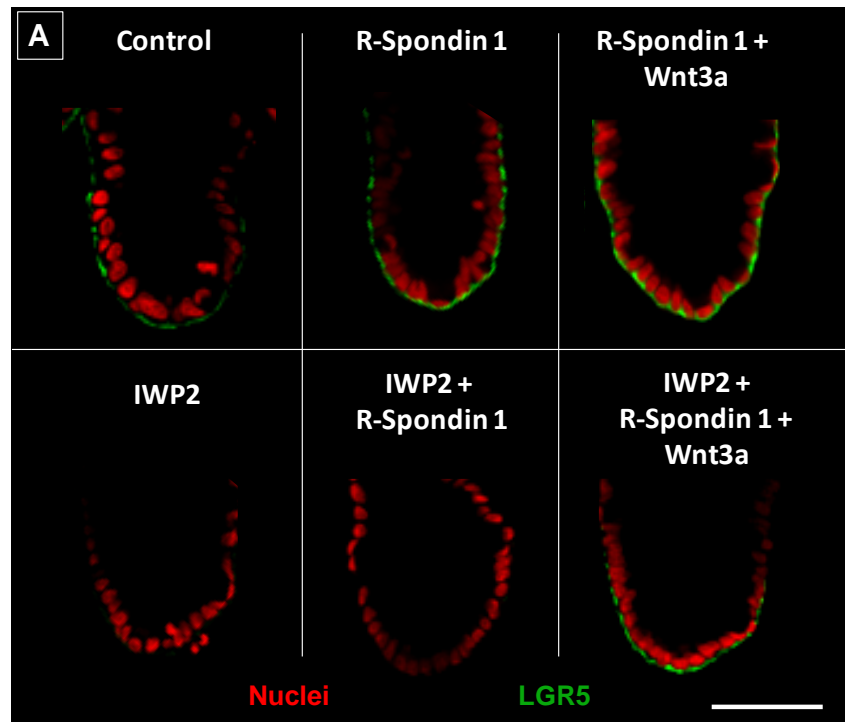 A
Control
R-Spondin 1
R-Spondin 1 +
Wnt3a
IWP2
IWP2 +
R-Spondin 1
IWP2 +
R-Spondin 1 +
Wnt3a
Nuclei
LGR5